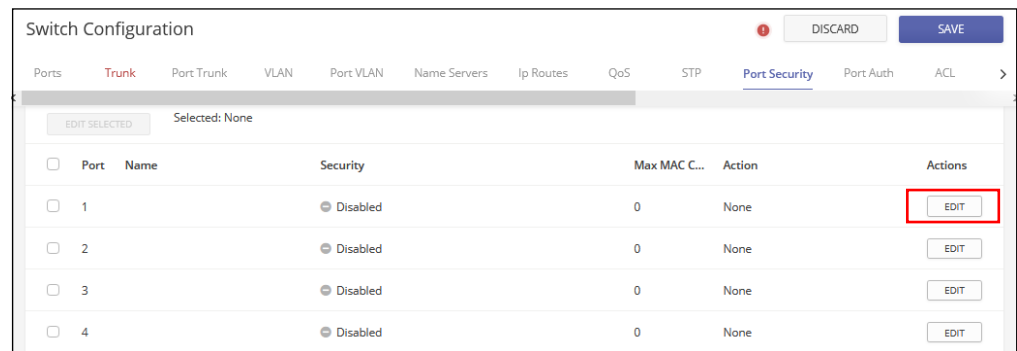 Switch Configuration DISCARD SAVE
Ports Trunk Port Trunk VLAN Port VLAN Name Servers Ip Routes QoS STP Port Security Port Auth ACL
EDIT SELECTED Selected: None
Port Name Security Max MAC C... Action Actions
1 Disabled 0 None EDIT
2 Disabled 0 None EDIT
3 Disabled 0 None EDIT
4 Disabled 0 None EDIT